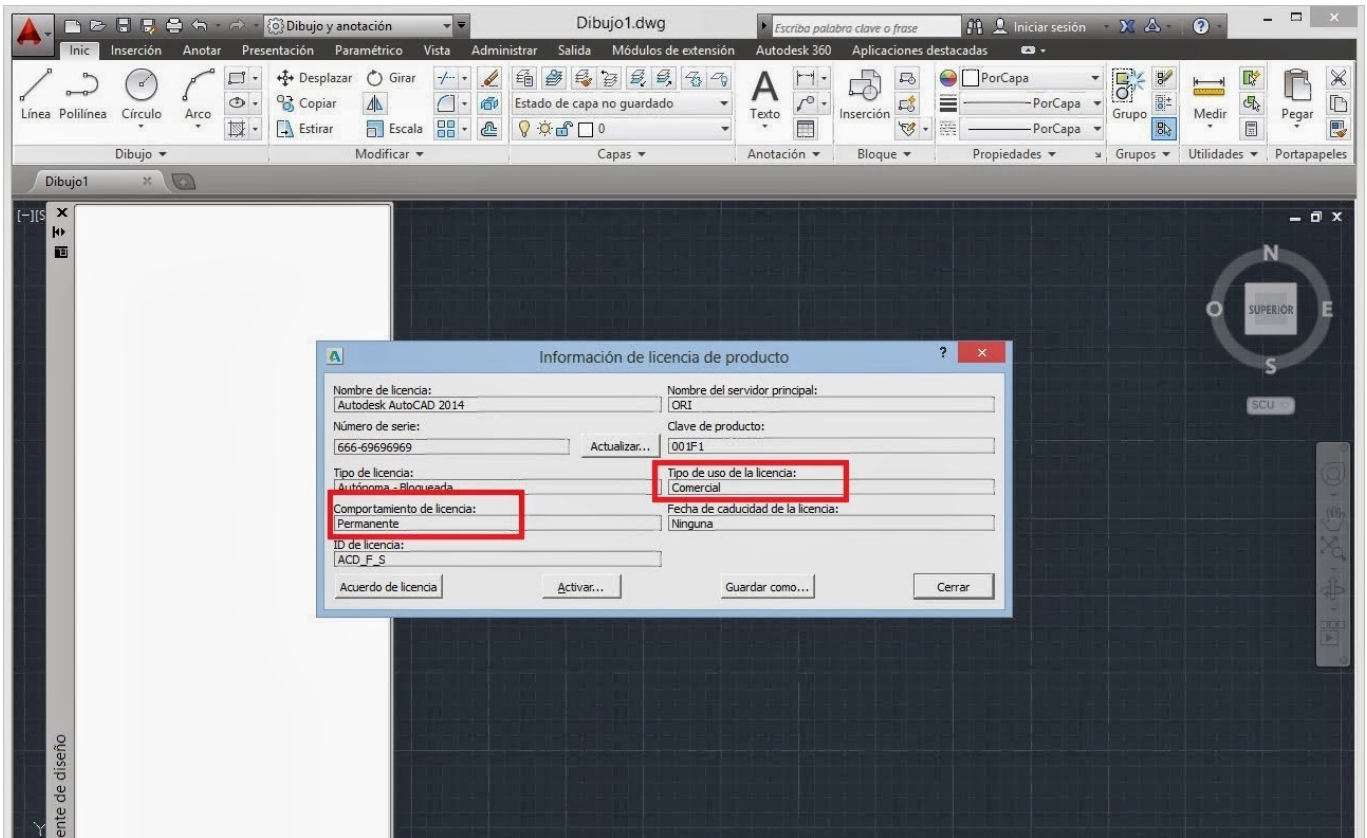 Dibujo y anotación
Dibujo1.dwg
Escriba palabra clave o frase
Iniciar sesión
Inic Inserción Anotar Presentación Paramétrico Vista Administrar Salida Módulos de extensión Autodesk 360 Aplicaciones destacadas
Línea Polilínea Círculo Arco
Desplazar Girar
Copiar
Estirar Escala
Estado de capa no guardado
0
Texto
Inserción
PorCapa
PorCapa
PorCapa
Grupo
Medir
Pegar
Dibujo Modificar Capas Anotación Bloque Propiedades Grupos Utilidades Portapapeles
Dibujo1
[−][S
N
O SUPERIOR E
S
SCU
Información de licencia de producto
Nombre de licencia:
Autodesk AutoCAD 2014
Nombre del servidor principal:
ORI
Número de serie:
666-69696969
Actualizar...
Clave de producto:
001F1
Tipo de licencia:
Autónoma - Bloqueada
Tipo de uso de la licencia:
Comercial
Comportamiento de licencia:
Permanente
Fecha de caducidad de la licencia:
Ninguna
ID de licencia:
ACD_F_S
Acuerdo de licencia Activar... Guardar como... Cerrar
ente de diseño
Y